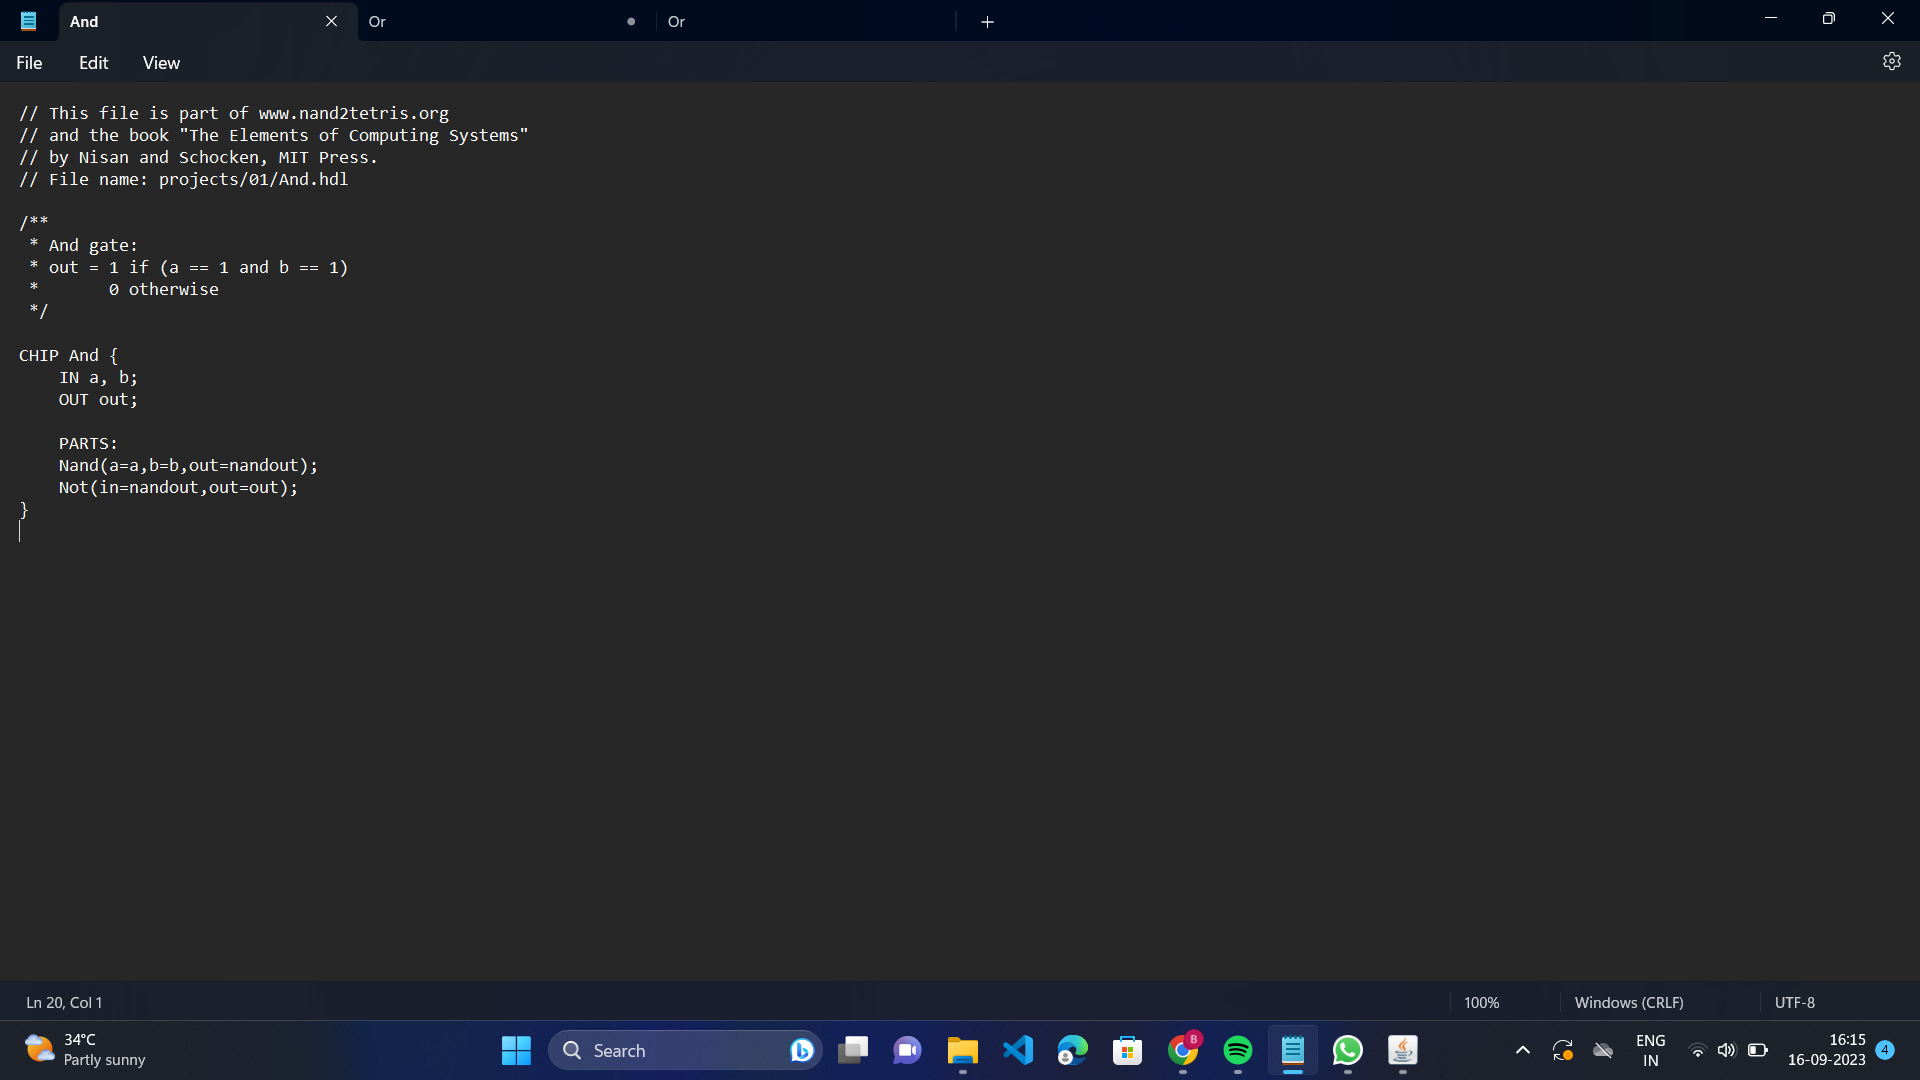 And
Or
Or
File Edit View
// This file is part of www.nand2tetris.org
// and the book "The Elements of Computing Systems"
// by Nisan and Schocken, MIT Press.
// File name: projects/01/And.hdl
/**
 * And gate:
 * out = 1 if (a == 1 and b == 1)
 *       0 otherwise
 */
CHIP And {
    IN a, b;
    OUT out;
    PARTS:
    Nand(a=a,b=b,out=nandout);
    Not(in=nandout,out=out);
}
Ln 20, Col 1
100%
Windows (CRLF)
UTF-8
34°C
Partly sunny
Search
B
ENG
IN
16:15
16-09-2023
4